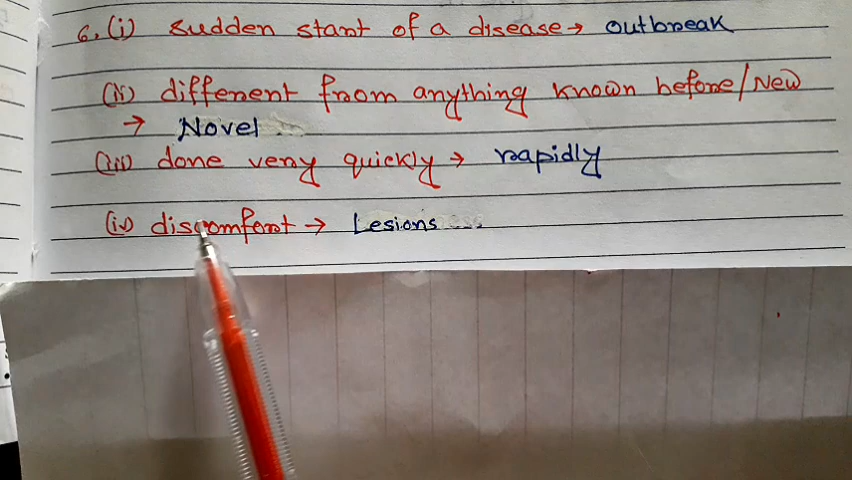 6. (i) sudden start of a disease → outbreak
(ii) different from anything known before/New
→ Novel
(iii) done very quickly → rapidly
(iv) discomfort → Lesions